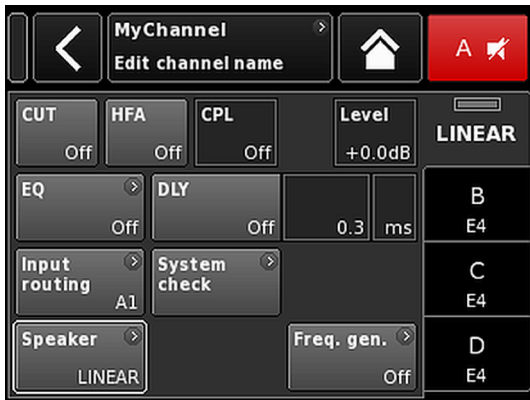 MyChannel
Edit channel name
A
CUT
Off
HFA
Off
CPL
Off
Level
+0.0dB
LINEAR
EQ
Off
DLY
Off
0.3
ms
B
E4
Input
routing
A1
System
check
C
E4
Speaker
LINEAR
Freq. gen.
Off
D
E4